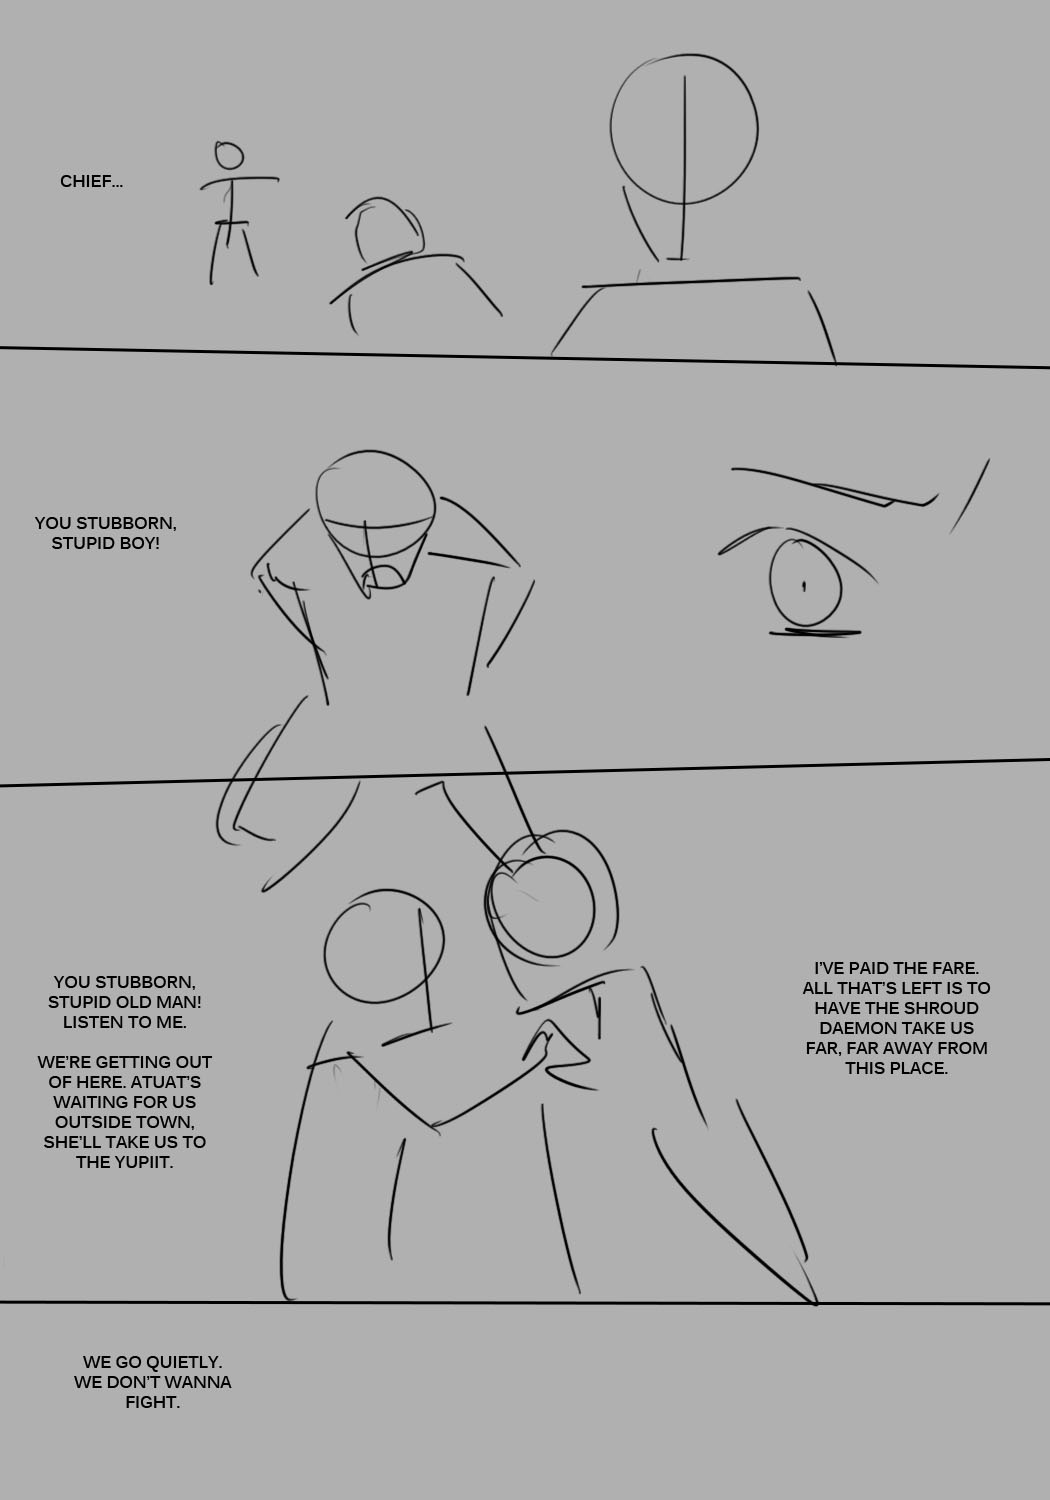 CHIEF...
YOU STUBBORN,
STUPID BOY!
YOU STUBBORN,
STUPID OLD MAN!
LISTEN TO ME.
WE'RE GETTING OUT
OF HERE. ATUAT'S
WAITING FOR US
OUTSIDE TOWN,
SHE'LL TAKE US TO
THE YUPIIT.
I'VE PAID THE FARE.
ALL THAT'S LEFT IS TO
HAVE THE SHROUD
DAEMON TAKE US
FAR, FAR AWAY FROM
THIS PLACE.
WE GO QUIETLY.
WE DON'T WANNA
FIGHT.